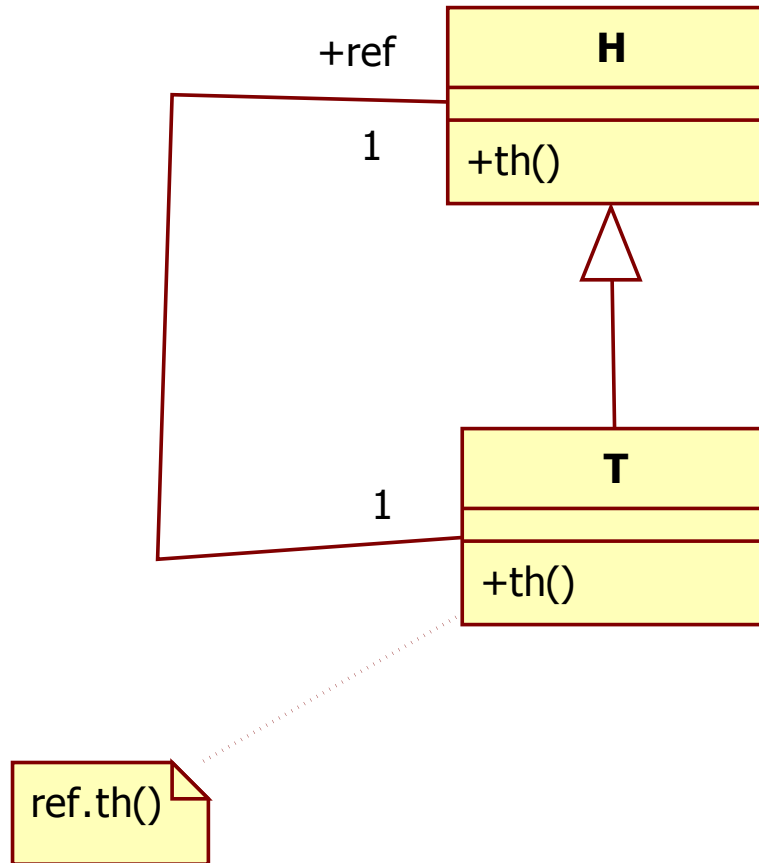 +ref
H
1
+th()
1
T
+th()
ref.th()